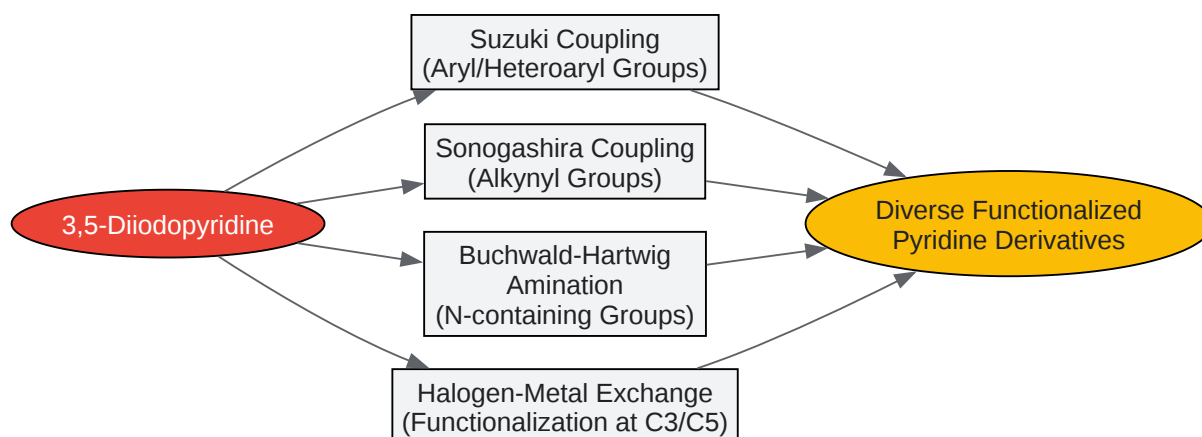 Suzuki Coupling
(Aryl/Heteroaryl Groups)
Sonogashira Coupling
(Alkynyl Groups)
3,5-Diiodopyridine
Diverse Functionalized
Pyridine Derivatives
Buchwald-Hartwig
Amination
(N-containing Groups)
Halogen-Metal Exchange
(Functionalization at C3/C5)